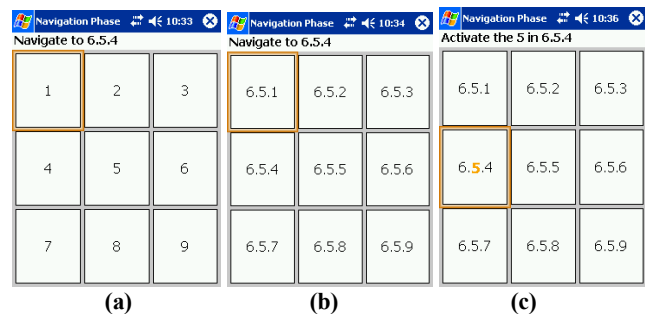 Navigation Phase 10:33
Navigate to 6.5.4
1 2 3
4 5 6
7 8 9
(a)
Navigation Phase 10:34
Navigate to 6.5.4
6.5.1 6.5.2 6.5.3
6.5.4 6.5.5 6.5.6
6.5.7 6.5.8 6.5.9
(b)
Navigation Phase 10:36
Activate the 5 in 6.5.4
6.5.1 6.5.2 6.5.3
6.5.4 6.5.5 6.5.6
6.5.7 6.5.8 6.5.9
(c)